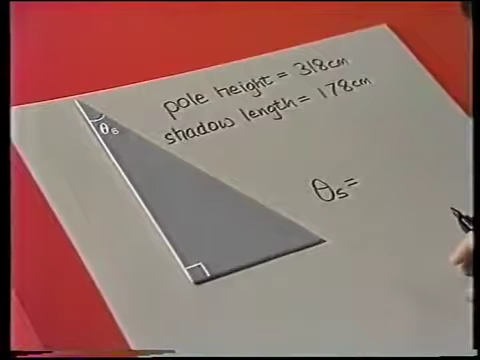 pole height = 318cm
shadow length = 178cm
θs
θs =